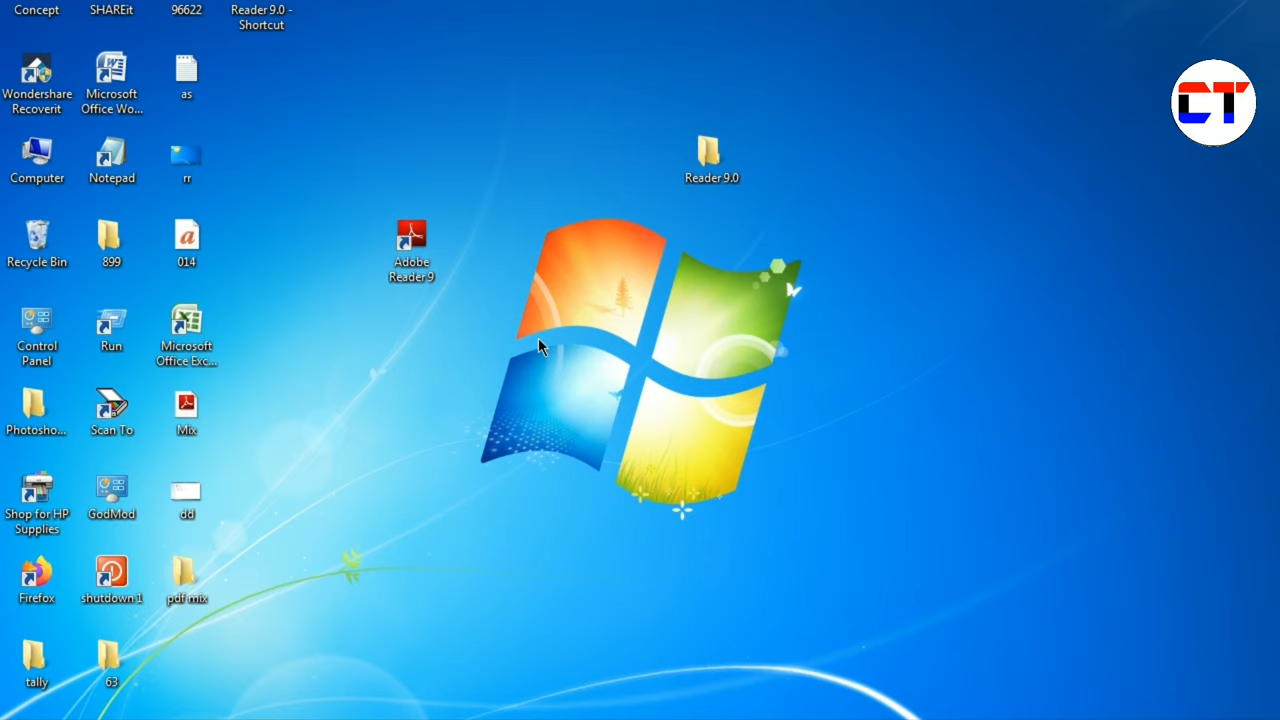 Concept
SHAREit
96622
Reader 9.0 -
Shortcut
Wondershare
Recoverit
Microsoft
Office Wo...
as
Computer
Notepad
rr
Reader 9.0
Recycle Bin
899
014
Adobe
Reader 9
Control
Panel
Run
Microsoft
Office Exc...
Photosho...
Scan To
Mix
Shop for HP
Supplies
GodMod
dd
Firefox
shutdown 1
pdf mix
tally
63
CT